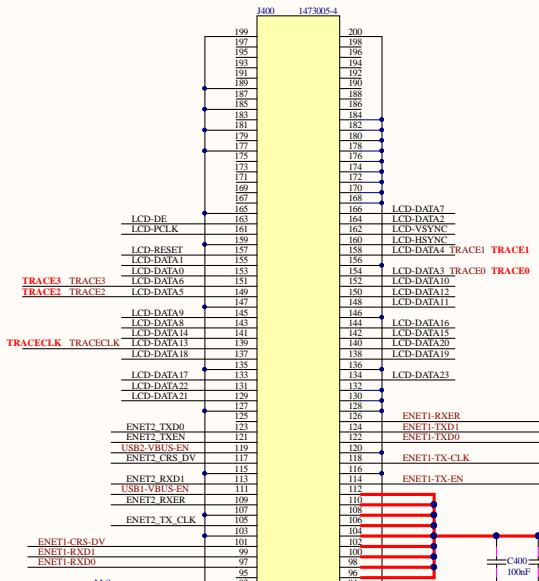 J400 1473005-4
199 200
197 198
195 196
193 194
191 192
189 190
187 188
185 186
183 184
181 182
179 180
177 178
175 176
173 174
171 172
169 170
167 168
165 166 LCD-DATA7
LCD-DE 163 164 LCD-DATA2
LCD-PCLK 161 162 LCD-VSYNC
159 160 LCD-HSYNC
LCD-RESET 157 158 LCD-DATA4 TRACE1 TRACE1
LCD-DATA1 155 156
LCD-DATA0 153 154 LCD-DATA3 TRACE0 TRACE0
TRACE3 TRACE3 LCD-DATA6 151 152 LCD-DATA10
TRACE2 TRACE2 LCD-DATA5 149 150 LCD-DATA12
147 148 LCD-DATA11
LCD-DATA9 145 146
LCD-DATA8 143 144 LCD-DATA16
LCD-DATA14 141 142 LCD-DATA15
TRACECLK TRACECLK LCD-DATA13 139 140 LCD-DATA20
LCD-DATA18 137 138 LCD-DATA19
135 136
LCD-DATA17 133 134 LCD-DATA23
LCD-DATA22 131 132
LCD-DATA21 129 130
127 128
125 126 ENET1-RXER
ENET2_TXD0 123 124 ENET1-TXD1
ENET2_TXEN 121 122 ENET1-TXD0
USB2-VBUS-EN 119 120
ENET2_CRS_DV 117 118 ENET1-TX-CLK
115 116
ENET2_RXD1 113 114 ENET1-TX-EN
USB1-VBUS-EN 111 112
ENET2_RXER 109 110
107 108
ENET2_TX_CLK 105 106
103 104
ENET1-CRS-DV 101 102
ENET1-RXD1 99 100
ENET1-RXD0 97 98 C400
95 96 100nF